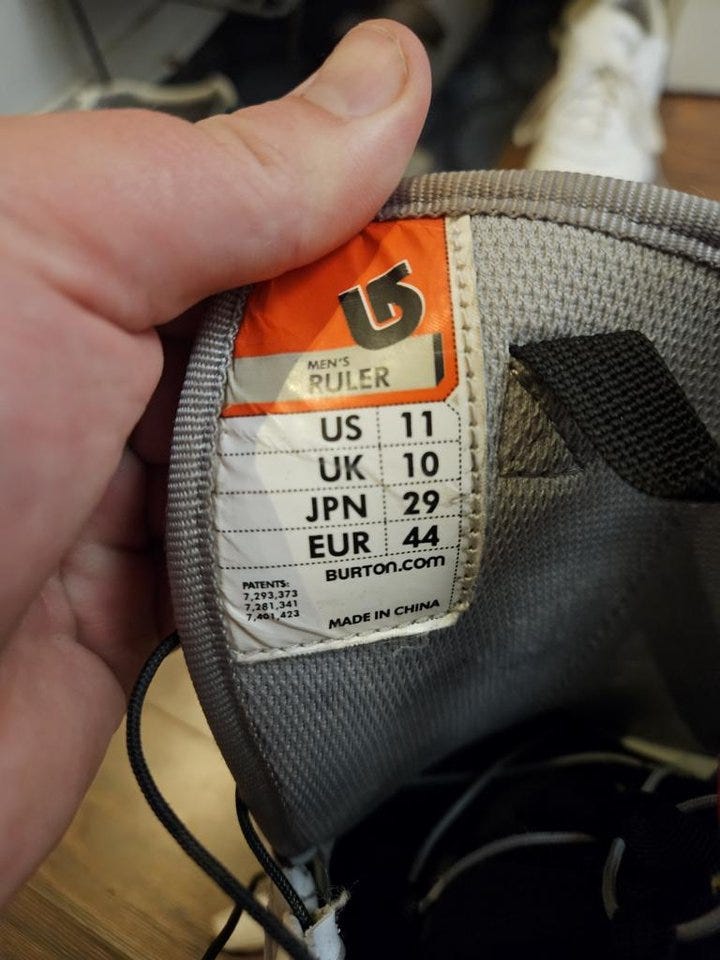 MEN'S
RULER
US 11
UK 10
JPN 29
EUR 44
BURTON.COM
PATENTS:
7,293,373
7,281,341
7,401,423
MADE IN CHINA